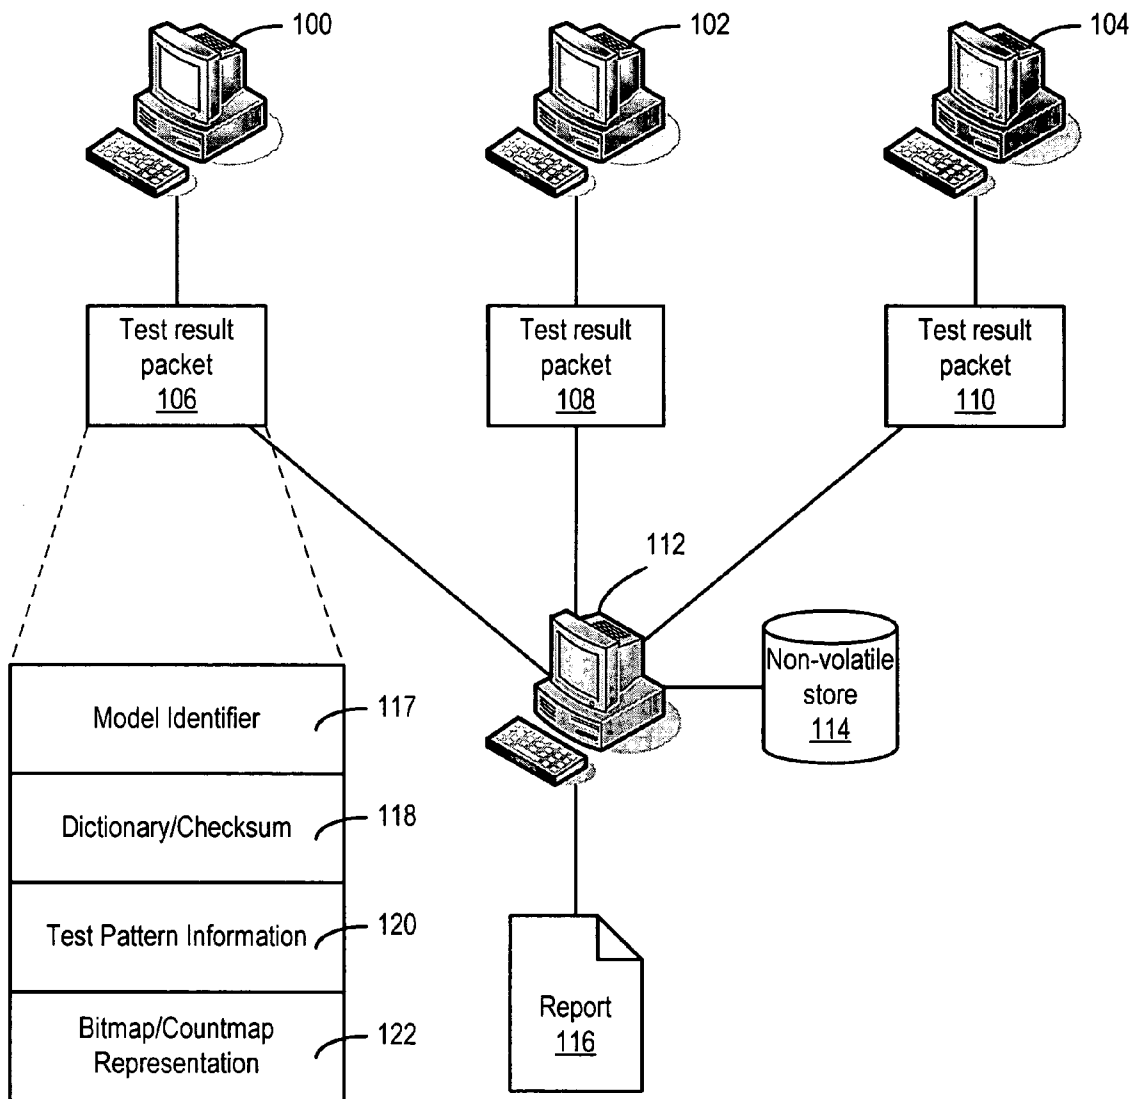 100
102
104
Test result
packet
106
Test result
packet
108
Test result
packet
110
112
Non-volatile
store
114
Model Identifier
117
Dictionary/Checksum
118
Test Pattern Information
120
Bitmap/Countmap
Representation
122
Report
116